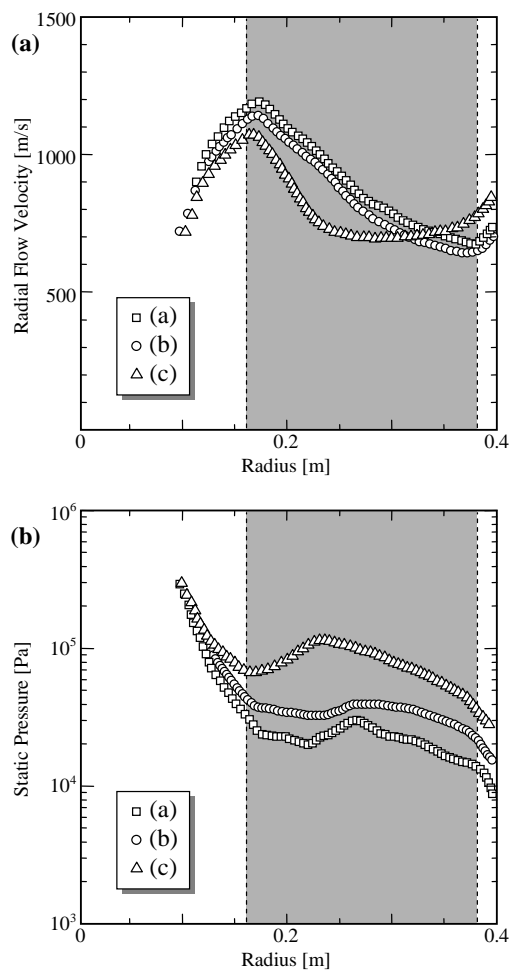 (a)
1500
1000
500
0
Radial Flow Velocity [m/s]
(a)
(b)
(c)
0
0.2
0.4
Radius [m]
(b)
10^6
10^5
10^4
10^3
Static Pressure [Pa]
(a)
(b)
(c)
0
0.2
0.4
Radius [m]